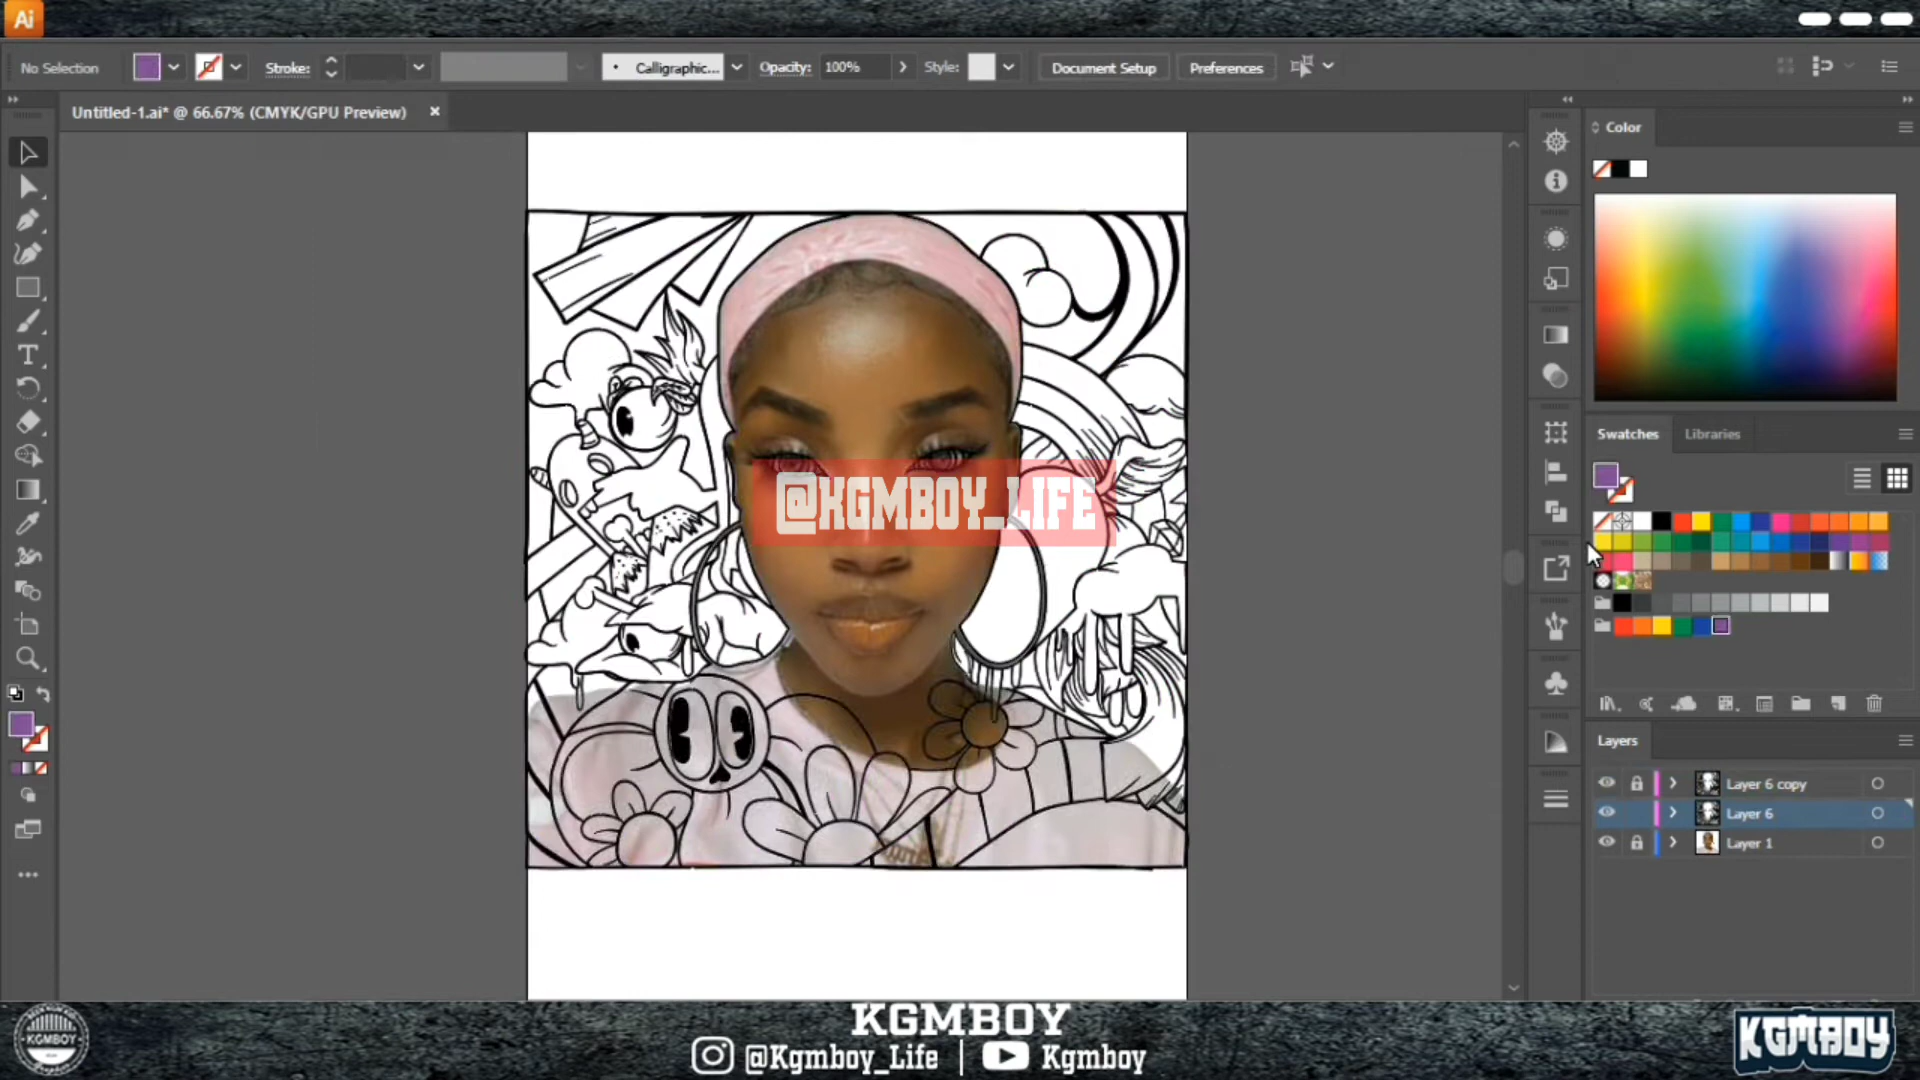 Ai
No Selection
Stroke:
Calligraphic...
Opacity: 100%
Style:
Document Setup
Preferences
Untitled-1.ai* @ 66.67% (CMYK/GPU Preview)
Color
@KGMBOY_LIFE
Swatches
Libraries
Layers
Layer 6 copy
Layer 6
Layer 1
KGMBOY
KGMBOY
@Kgmboy_Life | Kgmboy
KGMBOY